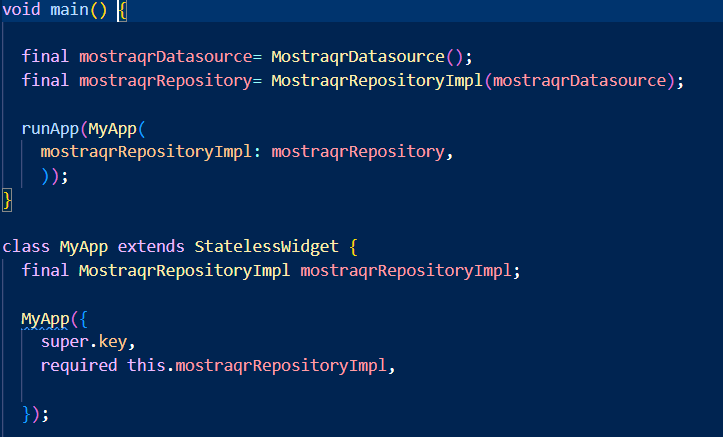 void main() {
final mostraqrDatasource= MostraqrDatasource();
final mostraqrRepository= MostraqrRepositoryImpl(mostraqrDatasource);
runApp(MyApp(
mostraqrRepositoryImpl: mostraqrRepository,
));
}
class MyApp extends StatelessWidget {
final MostraqrRepositoryImpl mostraqrRepositoryImpl;
MyApp({
super.key,
required this.mostraqrRepositoryImpl,
});